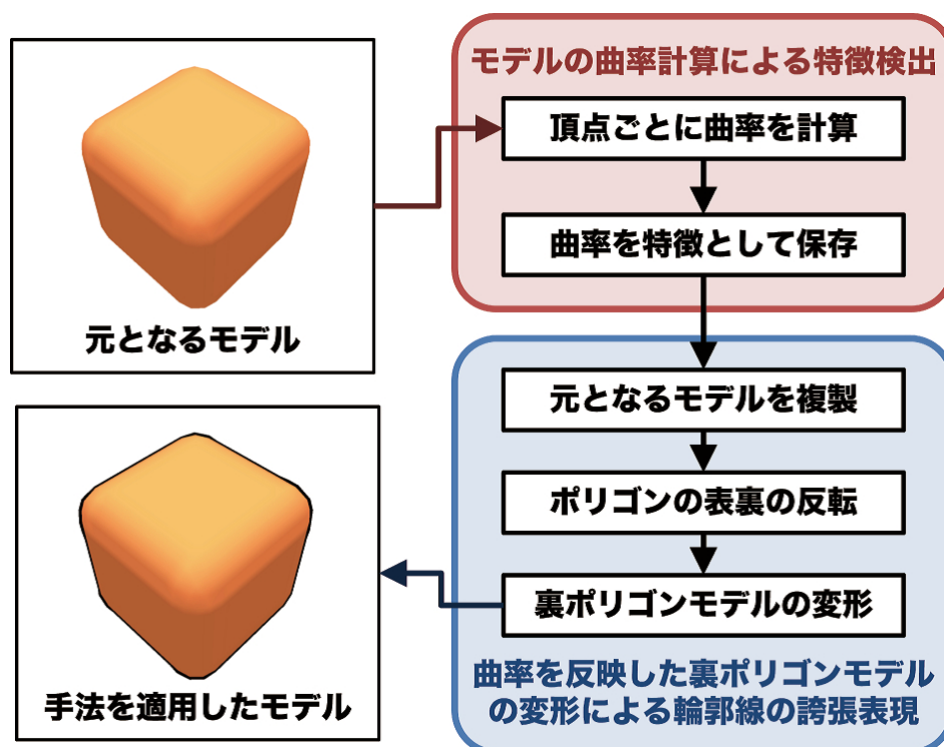 モデルの曲率計算による特徴検出
頂点ごとに曲率を計算
曲率を特徴として保存
元となるモデル
元となるモデルを複製
ポリゴンの表裏の反転
裏ポリゴンモデルの変形
曲率を反映した裏ポリゴンモデル
の変形による輪郭線の誇張表現
手法を適用したモデル